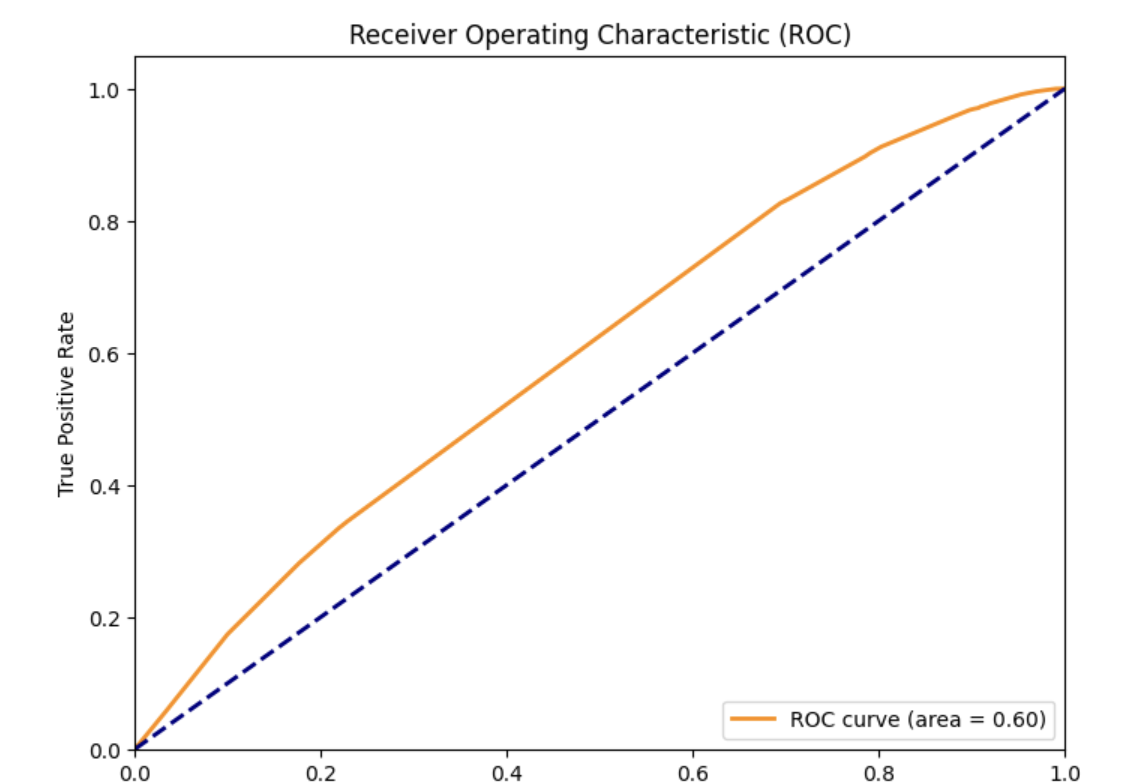 Receiver Operating Characteristic (ROC)
1.0
0.8
0.6
0.4
0.2
0.0
True Positive Rate
ROC curve (area = 0.60)
0.0 0.2 0.4 0.6 0.8 1.0